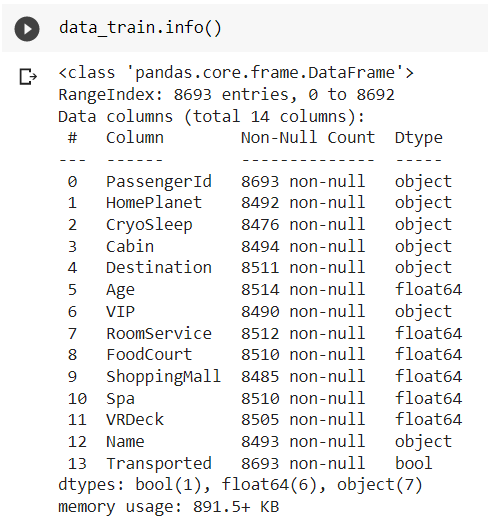 data_train.info()
<class 'pandas.core.frame.DataFrame'>
RangeIndex: 8693 entries, 0 to 8692
Data columns (total 14 columns):
 #   Column        Non-Null Count  Dtype
---  ------        --------------  -----
 0   PassengerId   8693 non-null   object
 1   HomePlanet    8492 non-null   object
 2   CryoSleep     8476 non-null   object
 3   Cabin         8494 non-null   object
 4   Destination   8511 non-null   object
 5   Age           8514 non-null   float64
 6   VIP           8490 non-null   object
 7   RoomService   8512 non-null   float64
 8   FoodCourt     8510 non-null   float64
 9   ShoppingMall  8485 non-null   float64
 10  Spa           8510 non-null   float64
 11  VRDeck        8505 non-null   float64
 12  Name          8493 non-null   object
 13  Transported   8693 non-null   bool
dtypes: bool(1), float64(6), object(7)
memory usage: 891.5+ KB